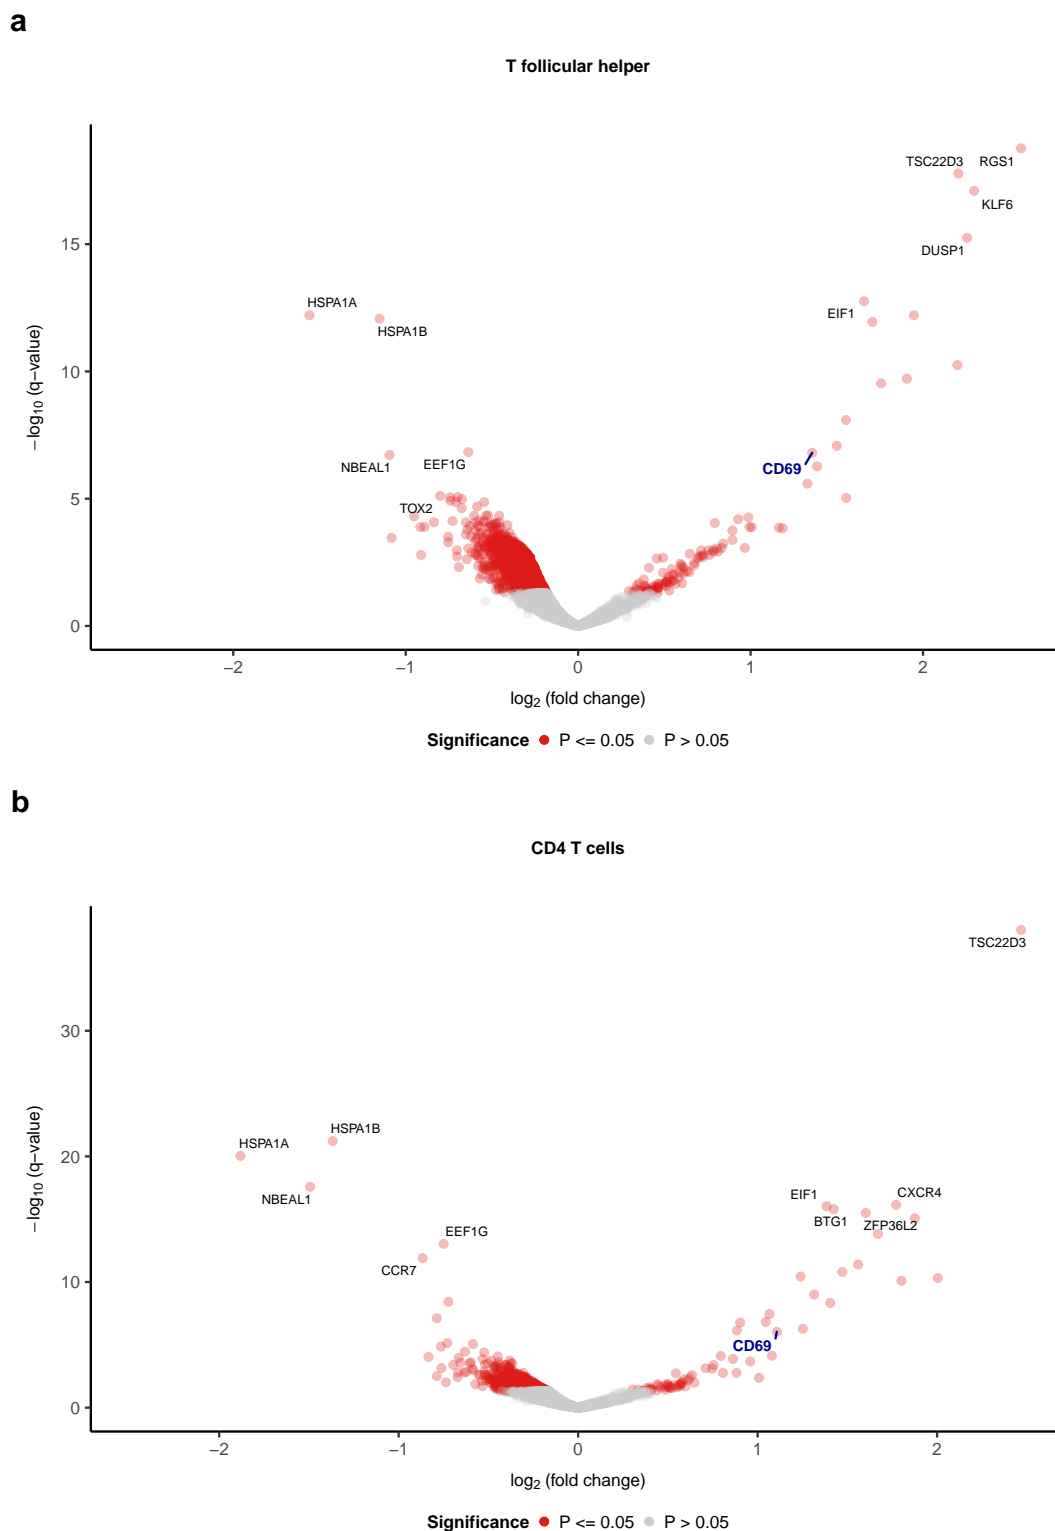 a
T follicular helper
TSC22D3
RGS1
KLF6
15
DUSP1
HSPA1A
EIF1
HSPA1B
−log10 (q−value)
10
CD69
NBEAL1
EEF1G
5
TOX2
0
−2
−1
0
1
2
log2 (fold change)
Significance P <= 0.05 P > 0.05
b
CD4 T cells
TSC22D3
30
HSPA1B
HSPA1A
−log10 (q−value)
20
NBEAL1
EIF1
CXCR4
BTG1
ZFP36L2
EEF1G
CCR7
10
CD69
0
−2
−1
0
1
2
log2 (fold change)
Significance P <= 0.05 P > 0.05